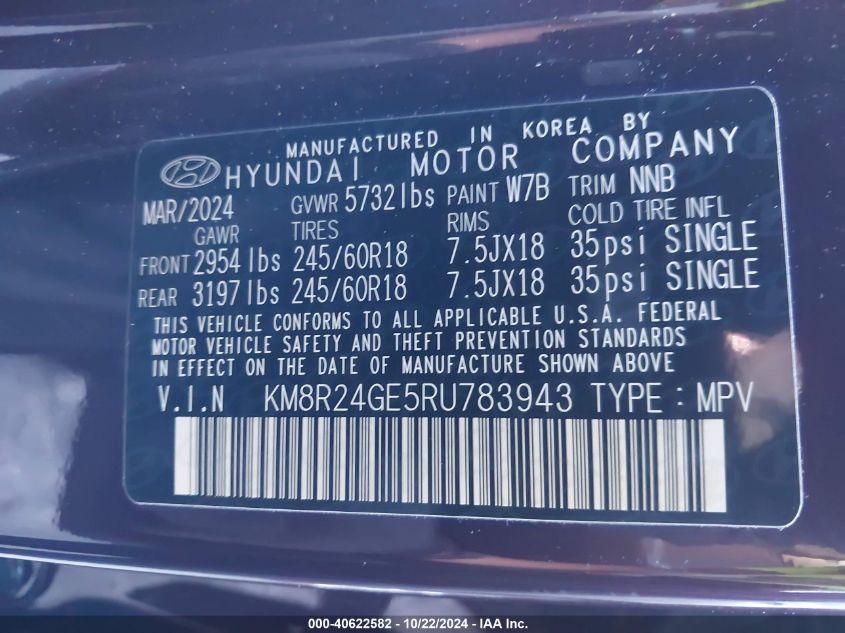 MANUFACTURED IN KOREA BY
HYUNDAI MOTOR COMPANY
MAR/2024 GVWR 5732lbs PAINT W7B TRIM NNB
GAWR TIRES RIMS COLD TIRE INFL
FRONT 2954 lbs 245/60R18 7.5JX18 35psi SINGLE
REAR 3197 lbs 245/60R18 7.5JX18 35psi SINGLE
THIS VEHICLE CONFORMS TO ALL APPLICABLE U.S.A. FEDERAL
MOTOR VEHICLE SAFETY AND THEFT PREVENTION STANDARDS
IN EFFECT ON THE DATE OF MANUFACTURE SHOWN ABOVE
V.I.N KM8R24GE5RU783943 TYPE : MPV
000-40622582 - 10/22/2024 - IAA Inc.